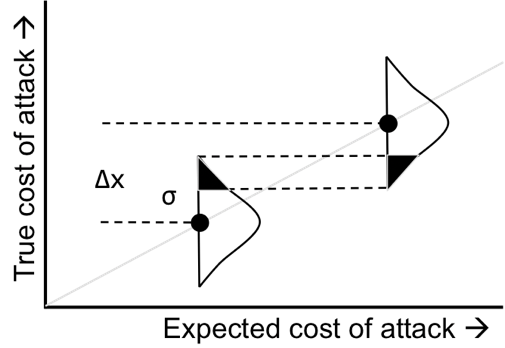 True cost of attack →
Δx
σ
Expected cost of attack →